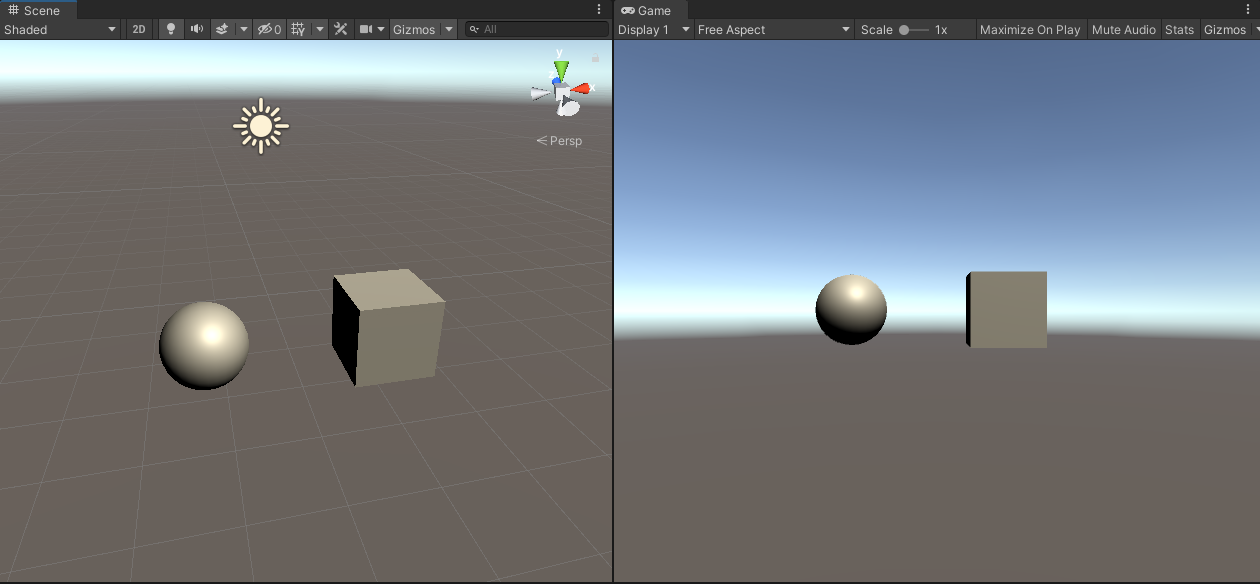 Scene
Shaded 2D 0 Gizmos All
y
x
Persp
Game
Display 1 Free Aspect Scale 1x Maximize On Play Mute Audio Stats Gizmos